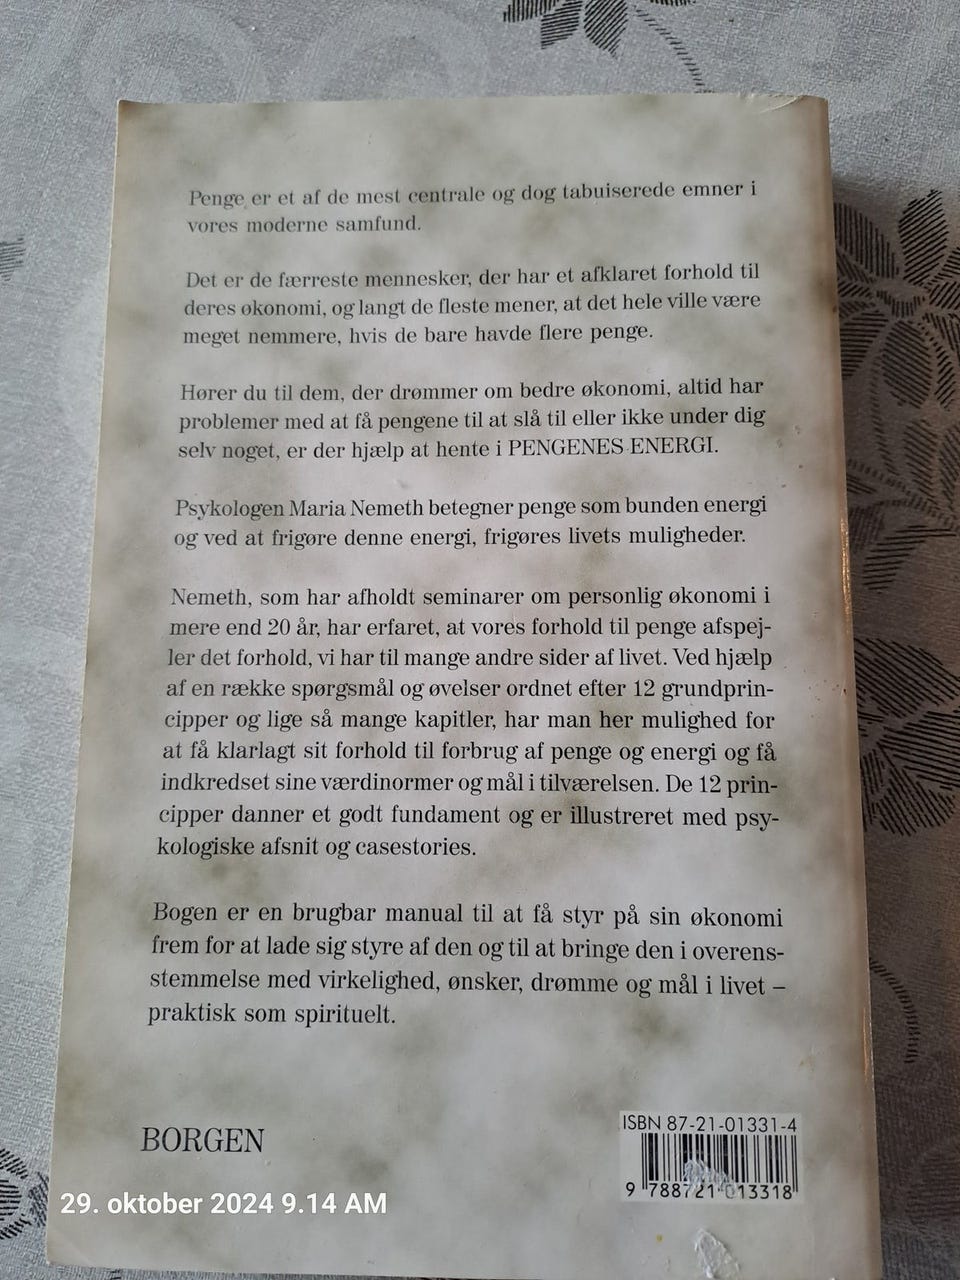 Penge er et af de mest centrale og dog tabuiserede emner i
vores moderne samfund.
Det er de færreste mennesker, der har et afklaret forhold til
deres økonomi, og langt de fleste mener, at det hele ville være
meget nemmere, hvis de bare havde flere penge.
Hører du til dem, der drømmer om bedre økonomi, altid har
problemer med at få pengene til at slå til eller ikke under dig
selv noget, er der hjælp at hente i PENGENES ENERGI.
Psykologen Maria Nemeth betegner penge som bunden energi
og ved at frigøre denne energi, frigøres livets muligheder.
Nemeth, som har afholdt seminarer om personlig økonomi i
mere end 20 år, har erfaret, at vores forhold til penge afspej-
ler det forhold, vi har til mange andre sider af livet. Ved hjælp
af en række spørgsmål og øvelser ordnet efter 12 grundprin-
cipper og lige så mange kapitler, har man her mulighed for
at få klarlagt sit forhold til forbrug af penge og energi og få
indkredset sine værdinormer og mål i tilværelsen. De 12 prin-
cipper danner et godt fundament og er illustreret med psy-
kologiske afsnit og casestories.
Bogen er en brugbar manual til at få styr på sin økonomi
frem for at lade sig styre af den og til at bringe den i overens-
stemmelse med virkelighed, ønsker, drømme og mål i livet –
praktisk som spirituelt.
BORGEN
ISBN 87-21-01331-4
9 788721 013318
29. oktober 2024 9.14 AM